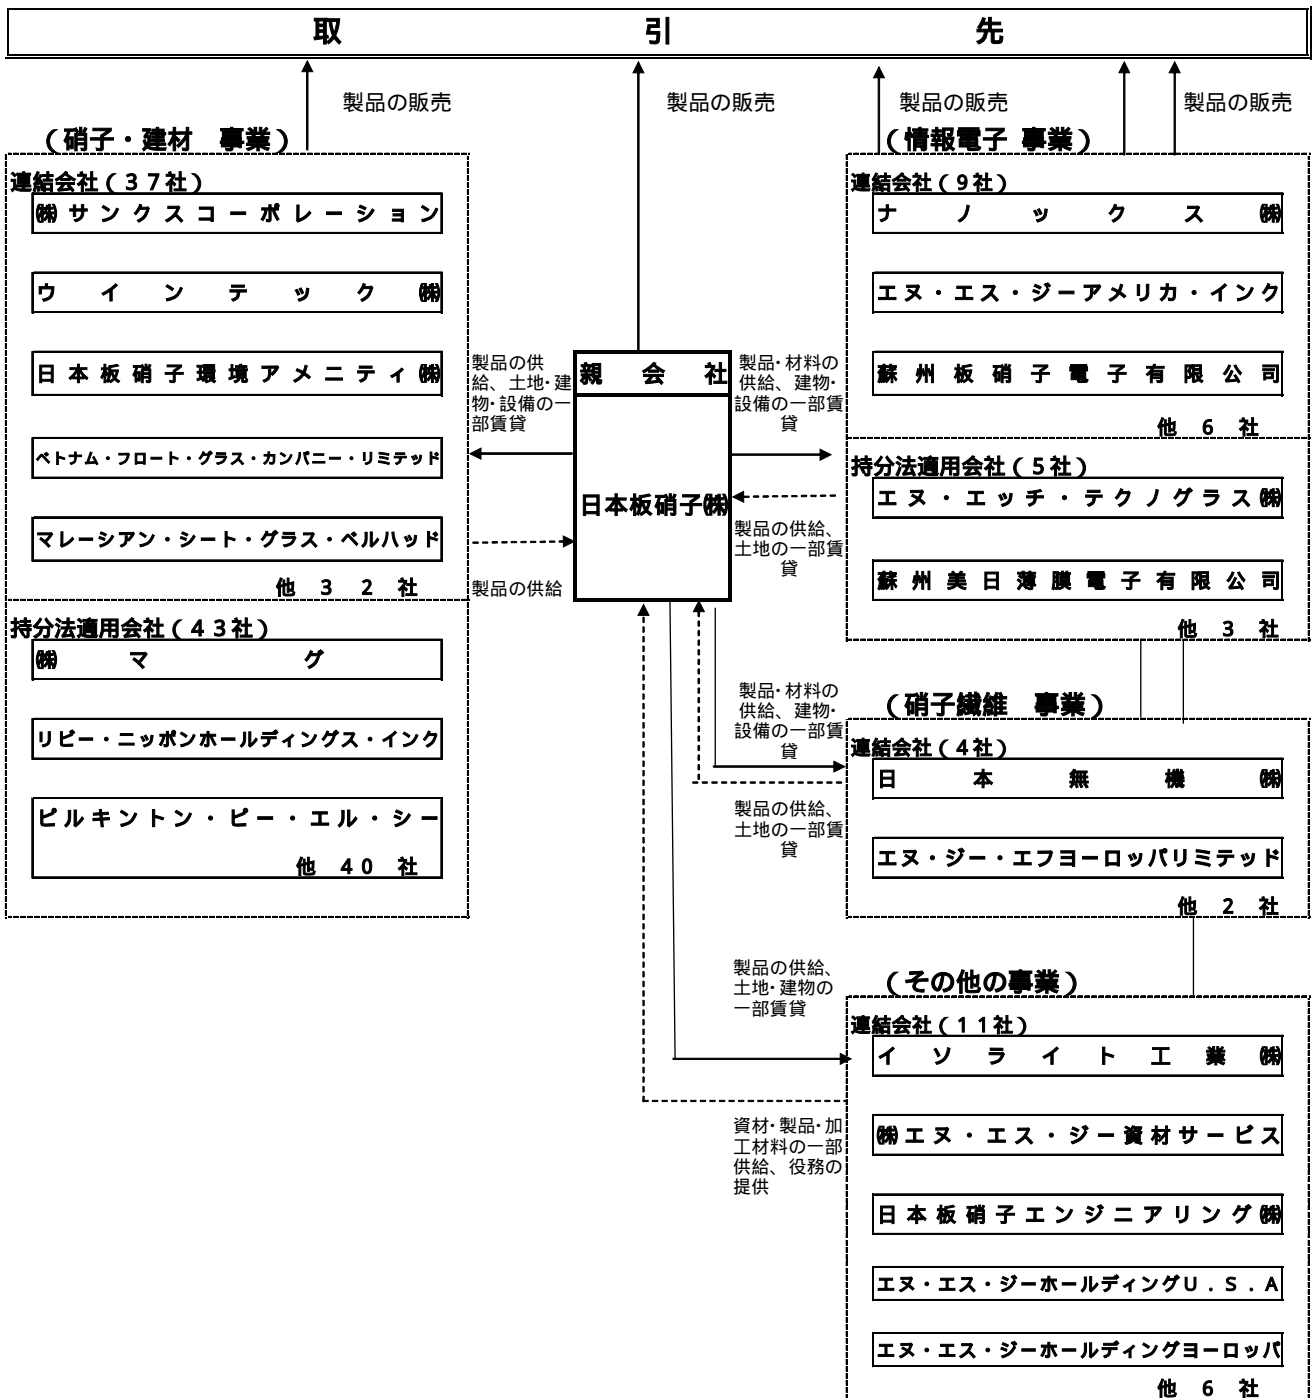 取引先
製品の販売
製品の販売
製品の販売
製品の販売
(硝子・建材 事業)
連結会社(37社)
㈱サンクスコーポレーション
ウインテック㈱
日本板硝子環境アメニティ㈱
ベトナム・フロート・グラス・カンパニー・リミテッド
マレーシアン・シート・グラス・ベルハッド
他 3 2 社
持分法適用会社(43社)
㈱マグ
リビー・ニッポンホールディングス・インク
ピルキントン・ピー・エル・シー
他 40 社
製品の供
給、土地・建
物・設備の一
部賃貸
製品の供給
親会社
日本板硝子㈱
製品・材料の
供給、建物・
設備の一部賃
貸
製品の供給、
土地の一部賃
貸
製品・材料の
供給、建物・
設備の一部賃
貸
製品の供給、
土地の一部賃
貸
製品の供給、
土地・建物の
一部賃貸
資材・製品・加
工材料の一部
供給、役務の
提供
(情報電子 事業)
連結会社(9社)
ナノックス㈱
エヌ・エス・ジーアメリカ・インク
蘇州板硝子電子有限公司
他 6 社
持分法適用会社(5社)
エヌ・エッチ・テクノグラス㈱
蘇州美日薄膜電子有限公司
他 3 社
(硝子繊維 事業)
連結会社(4社)
日本無機㈱
エヌ・ジー・エフヨーロッパリミテッド
他 2 社
(その他の事業)
連結会社(11社)
イソライト工業㈱
㈱エヌ・エス・ジー資材サービス
日本板硝子エンジニアリング㈱
エヌ・エス・ジーホールディングU.S.A
エヌ・エス・ジーホールディングヨーロッパ
他 6 社